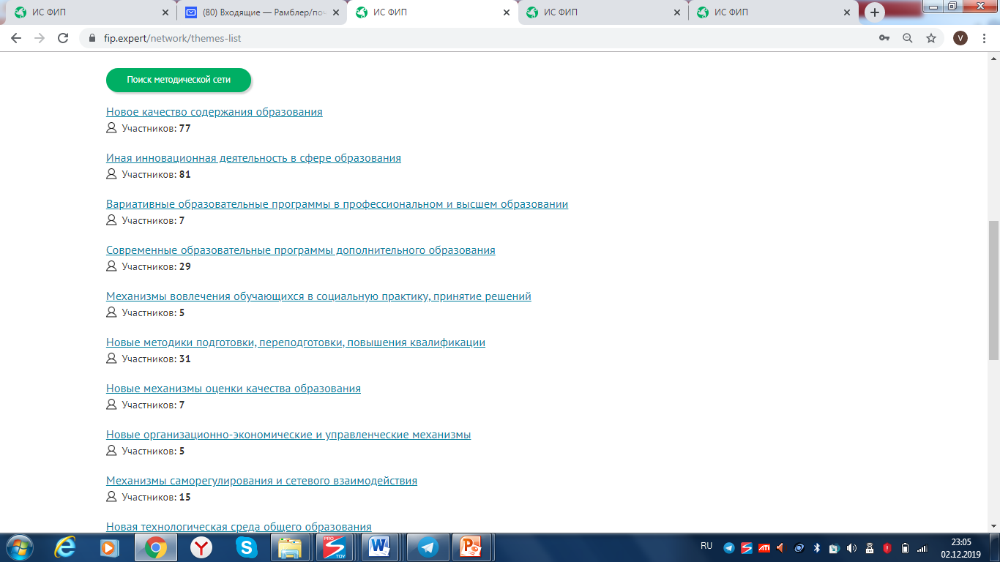 ИС ФИП
(80) Входящие — Рамблер/поч
ИС ФИП
ИС ФИП
ИС ФИП
fip.expert/network/themes-list
V
Поиск методической сети
Новое качество содержания образования
Участников: 77
Иная инновационная деятельность в сфере образования
Участников: 81
Вариативные образовательные программы в профессиональном и высшем образовании
Участников: 7
Современные образовательные программы дополнительного образования
Участников: 29
Механизмы вовлечения обучающихся в социальную практику, принятие решений
Участников: 5
Новые методики подготовки, переподготовки, повышения квалификации
Участников: 31
Новые механизмы оценки качества образования
Участников: 7
Новые организационно-экономические и управленческие механизмы
Участников: 5
Механизмы саморегулирования и сетевого взаимодействия
Участников: 15
Новая технологическая среда общего образования
PRO
TOY
RU
ATI
23:05
02.12.2019